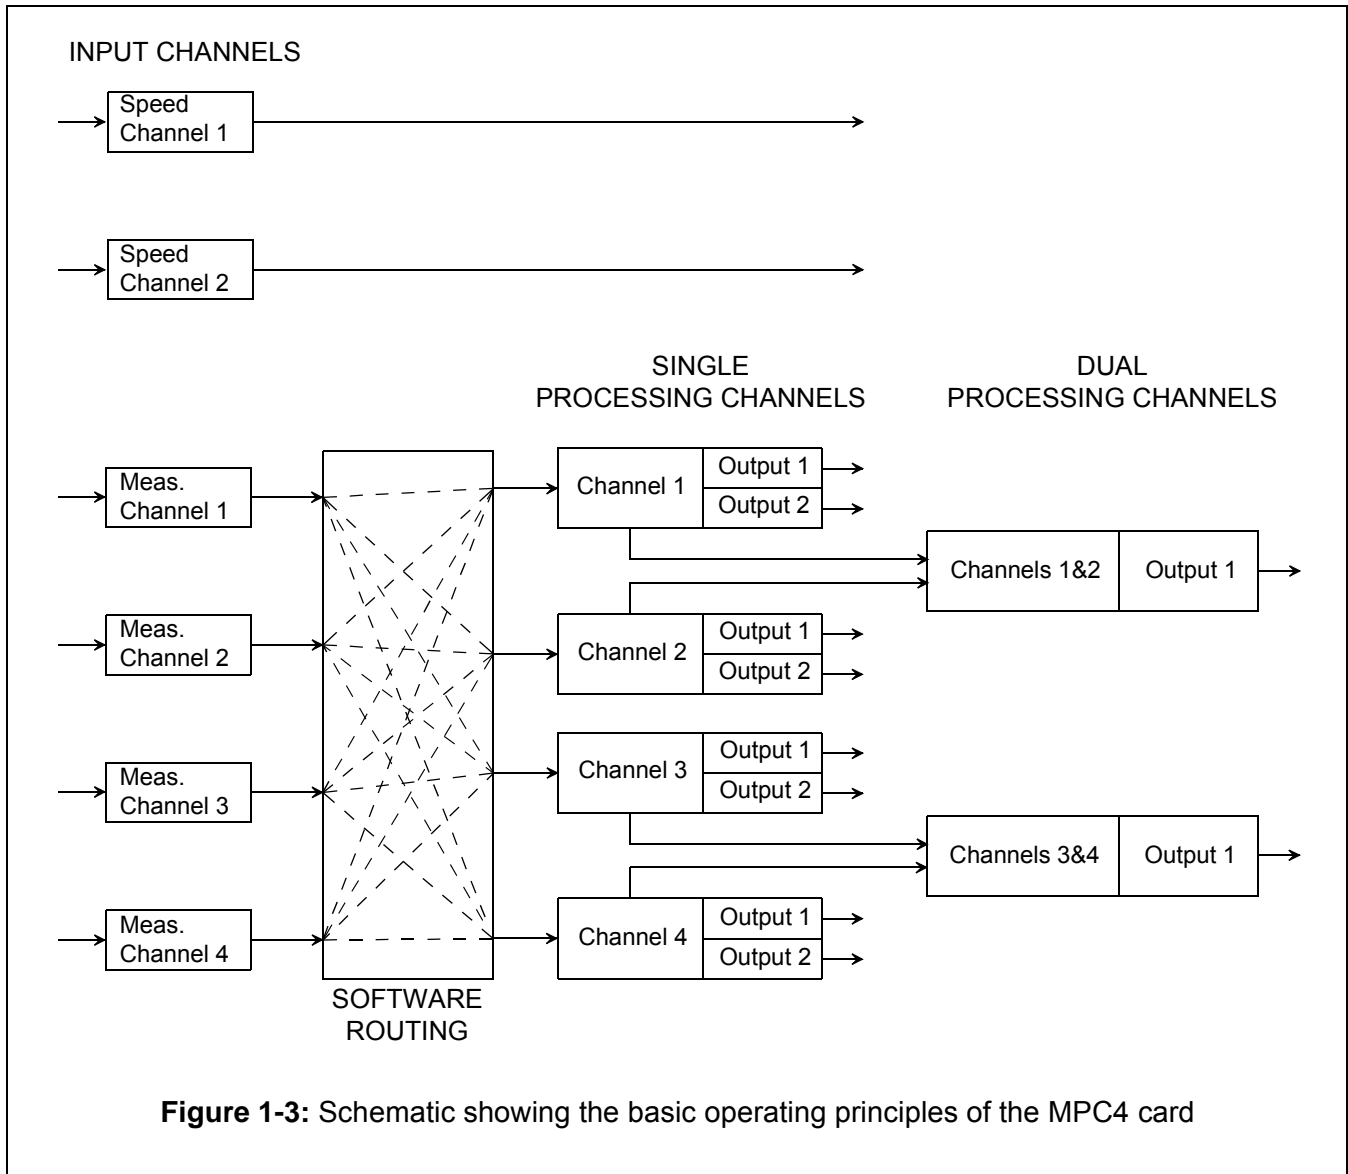 INPUT CHANNELS
Speed
Channel 1
Speed
Channel 2
SINGLE
PROCESSING CHANNELS
DUAL
PROCESSING CHANNELS
Meas.
Channel 1
Channel 1
Output 1
Output 2
Channels 1&2
Output 1
Meas.
Channel 2
Channel 2
Output 1
Output 2
Meas.
Channel 3
Channel 3
Output 1
Output 2
Channels 3&4
Output 1
Meas.
Channel 4
Channel 4
Output 1
Output 2
SOFTWARE
ROUTING
Figure 1-3: Schematic showing the basic operating principles of the MPC4 card